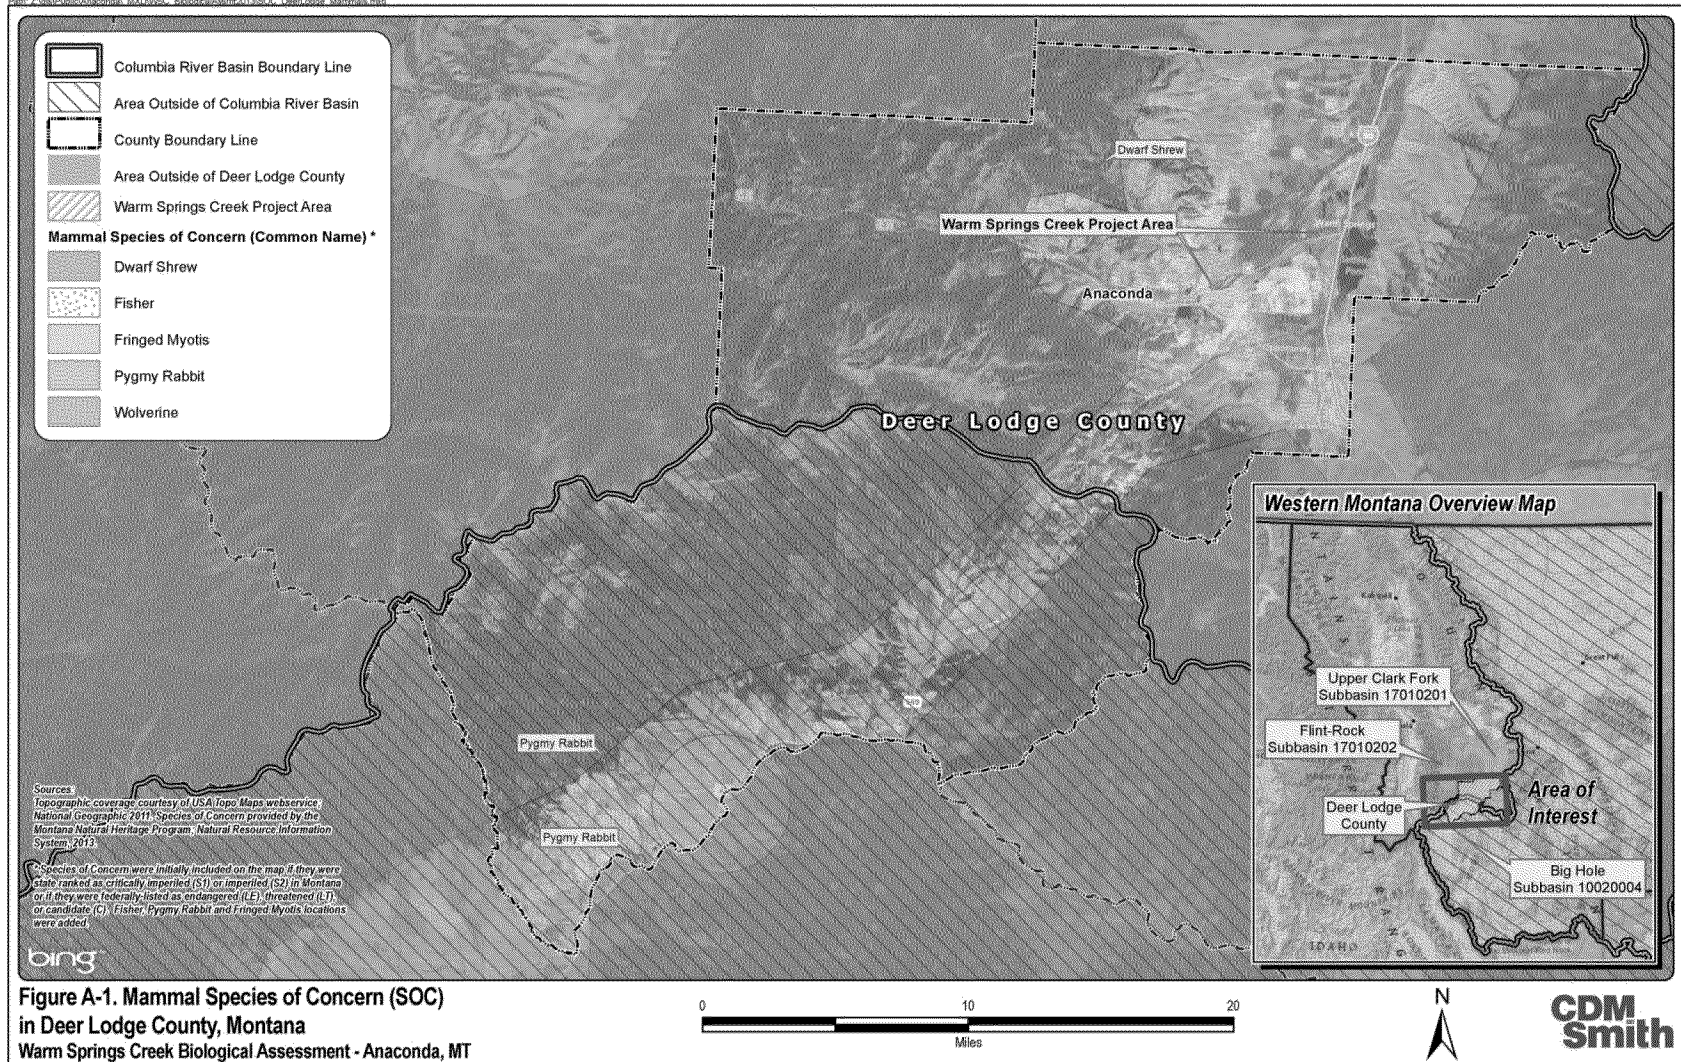 Columbia River Basin Boundary Line
Area Outside of Columbia River Basin
County Boundary Line
Area Outside of Deer Lodge County
Warm Springs Creek Project Area
Mammal Species of Concern (Common Name) *
Dwarf Shrew
Fisher
Fringed Myotis
Pygmy Rabbit
Wolverine
Dwarf Shrew
Warm Springs Creek Project Area
Warm Springs
Anaconda
Deer Lodge County
Pygmy Rabbit
Pygmy Rabbit
Western Montana Overview Map
Kalispell
Great Falls
Upper Clark Fork
Subbasin 17010201
Flint-Rock
Subbasin 17010202
Deer Lodge
County
Area of
Interest
Big Hole
Subbasin 10020004
IDAHO
Sources:
Topographic coverage courtesy of USA Topo Maps webservice,
National Geographic 2011. Species of Concern provided by the
Montana Natural Heritage Program, Natural Resource Information
System, 2013.
* Species of Concern were initially included on the map if they were
state ranked as critically imperiled (S1) or imperiled (S2) in Montana
or if they were federally-listed as endangered (LE), threatened (LT),
or candidate (C). Fisher, Pygmy Rabbit and Fringed Myotis locations
were added.
bing
Figure A-1. Mammal Species of Concern (SOC)
in Deer Lodge County, Montana
Warm Springs Creek Biological Assessment - Anaconda, MT
0 10 20
Miles
N
CDM
Smith